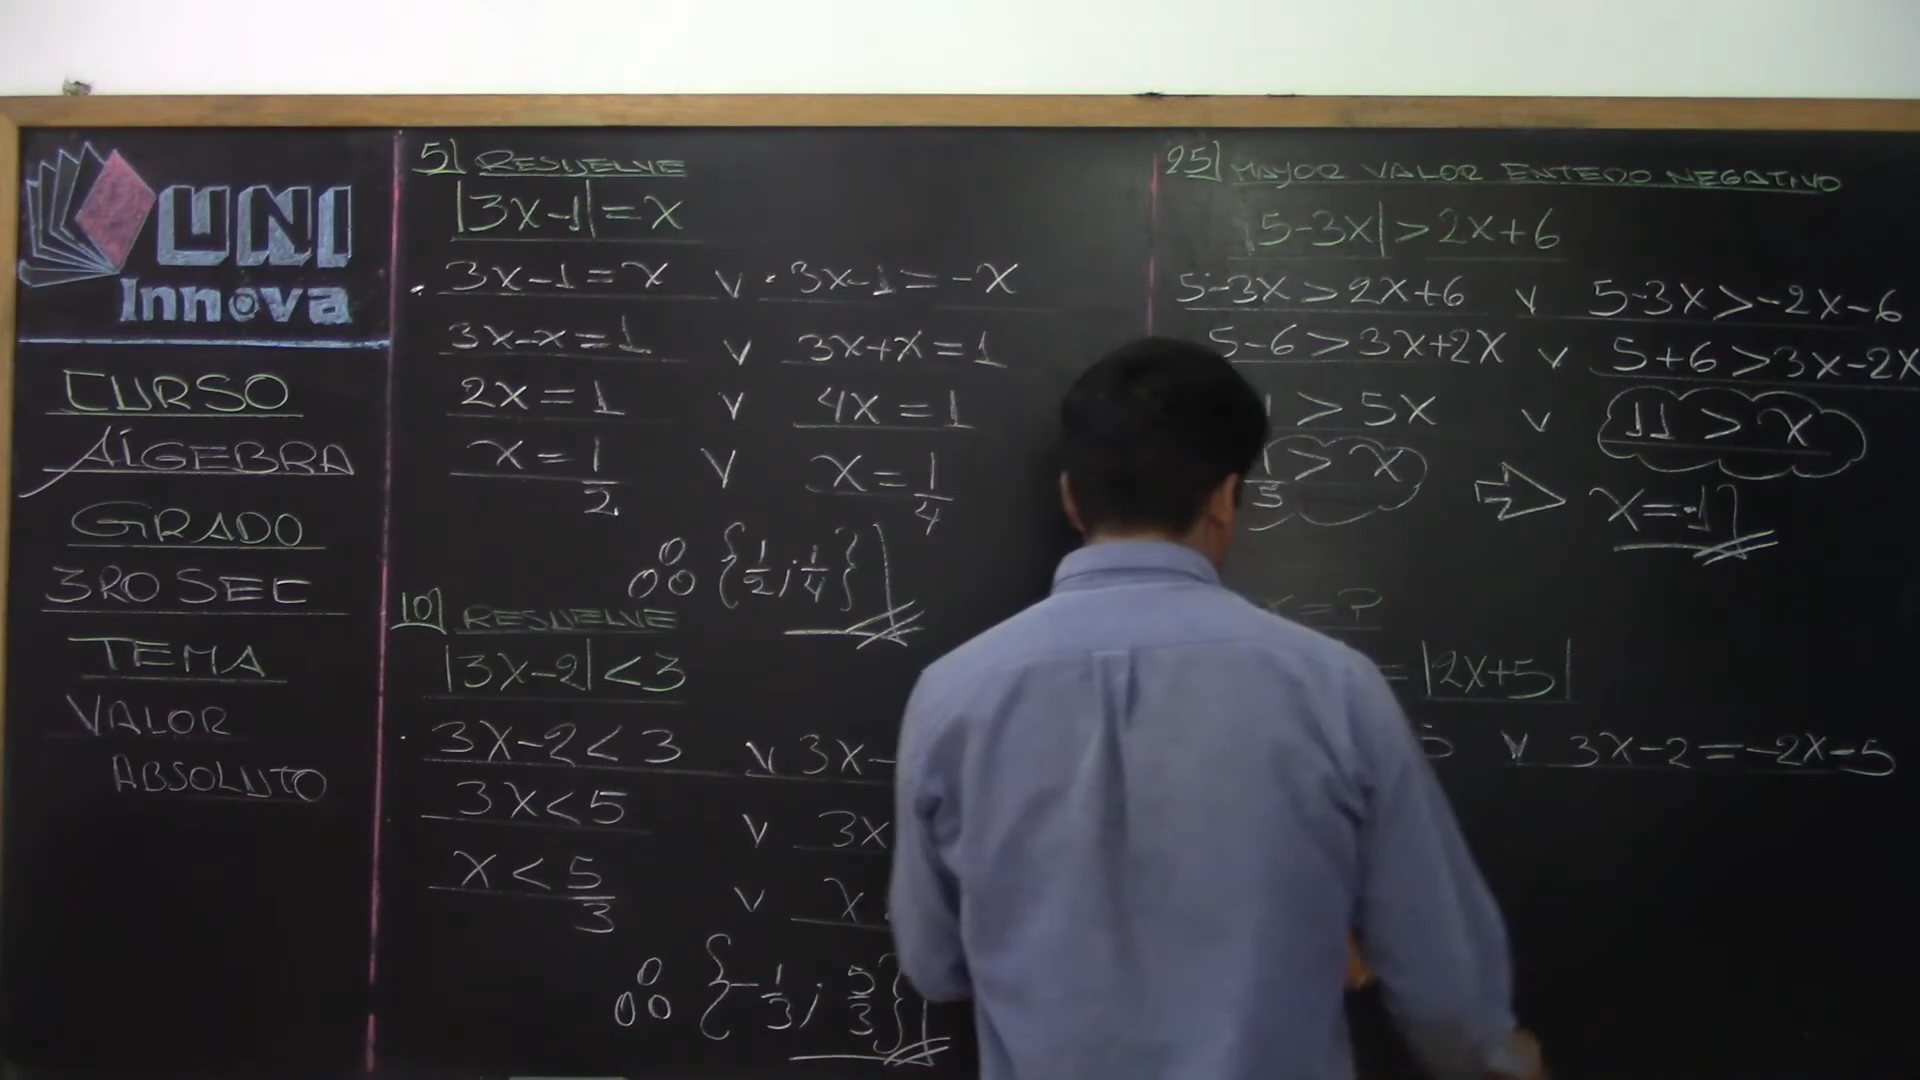 UNI
Innova
CURSO
ALGEBRA
GRADO
3RO SEC
TEMA
VALOR
ABSOLUTO
5] RESUELVE
|3x-1|=x
3x-1=x v 3x-1=-x
3x-x=1 v 3x+x=1
2x=1 v 4x=1
x=1/2 v x=1/4
{1/2;1/4}
10] RESUELVE
|3x-2|<3
3x-2<3 v 3x-
3x<5 v 3x
x<5/3 v x
{-1/3; 5/3}
25] MAYOR VALOR ENTERO NEGATIVO
|5-3x|>2x+6
5-3x>2x+6 v 5-3x>-2x-6
5-6>3x+2x v 5+6>3x-2x
>5x v 11>x
1/5>x ⇒ x=-1
x=?
=|2x+5|
5 v 3x-2=-2x-5